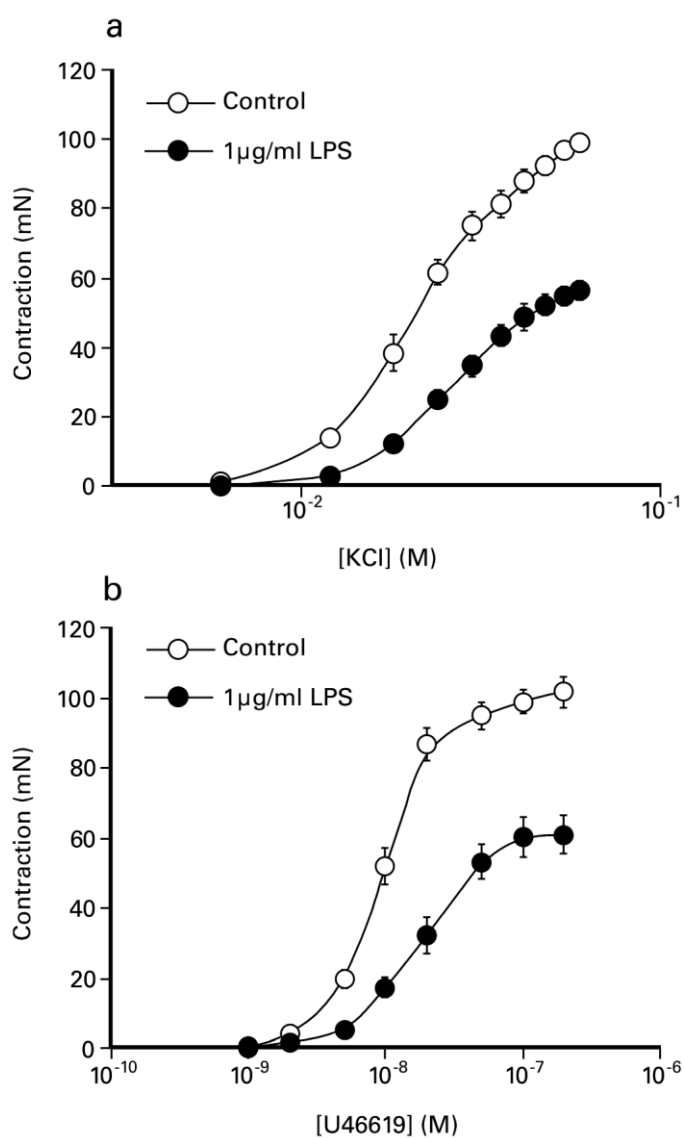 a
120
100
80
60
40
20
0
Control
1µg/ml LPS
Contraction (mN)
10-2
10-1
[KCl] (M)
b
120
100
80
60
40
20
0
Control
1µg/ml LPS
Contraction (mN)
10-10
10-9
10-8
10-7
10-6
[U46619] (M)